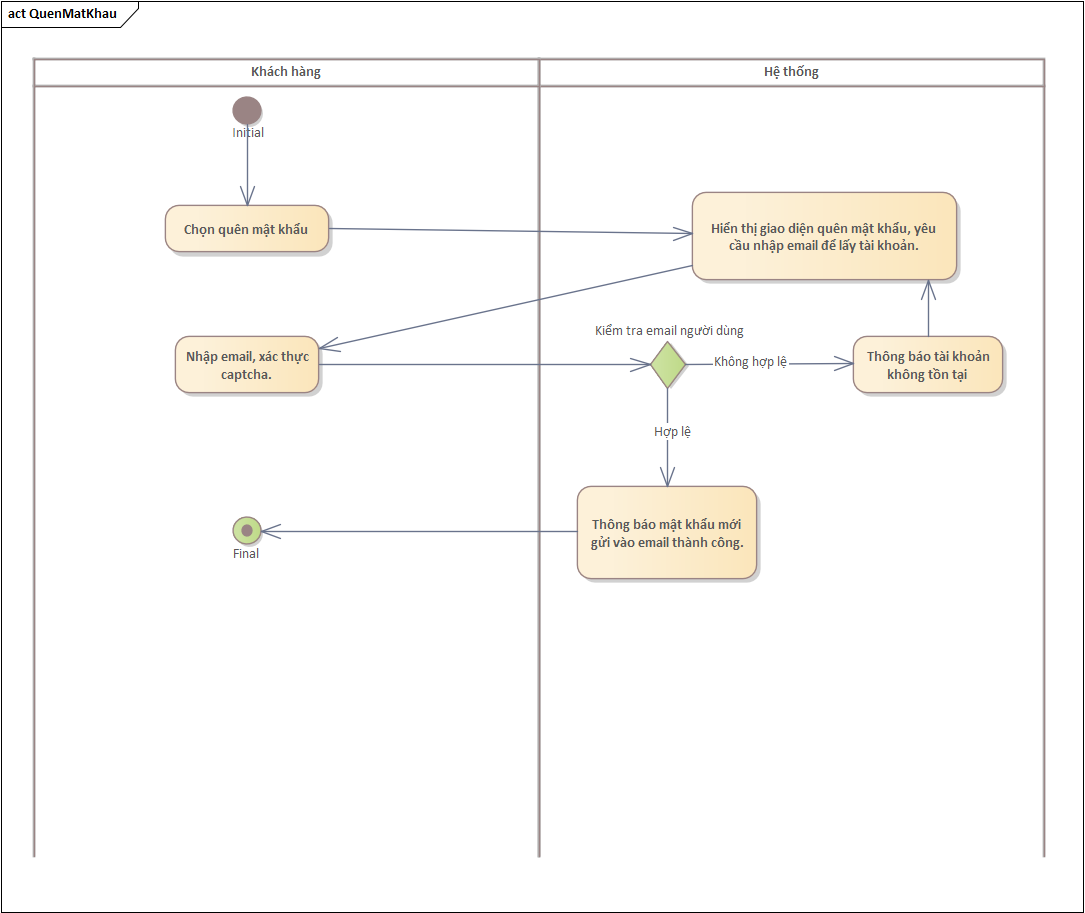 act QuenMatKhau
Khách hàng
Hệ thống
Initial
Chọn quên mật khẩu
Hiển thị giao diện quên mật khẩu, yêu
cầu nhập email để lấy tài khoản.
Kiểm tra email người dùng
Nhập email, xác thực
captcha.
Không hợp lệ
Thông báo tài khoản
không tồn tại
Hợp lệ
Thông báo mật khẩu mới
gửi vào email thành công.
Final